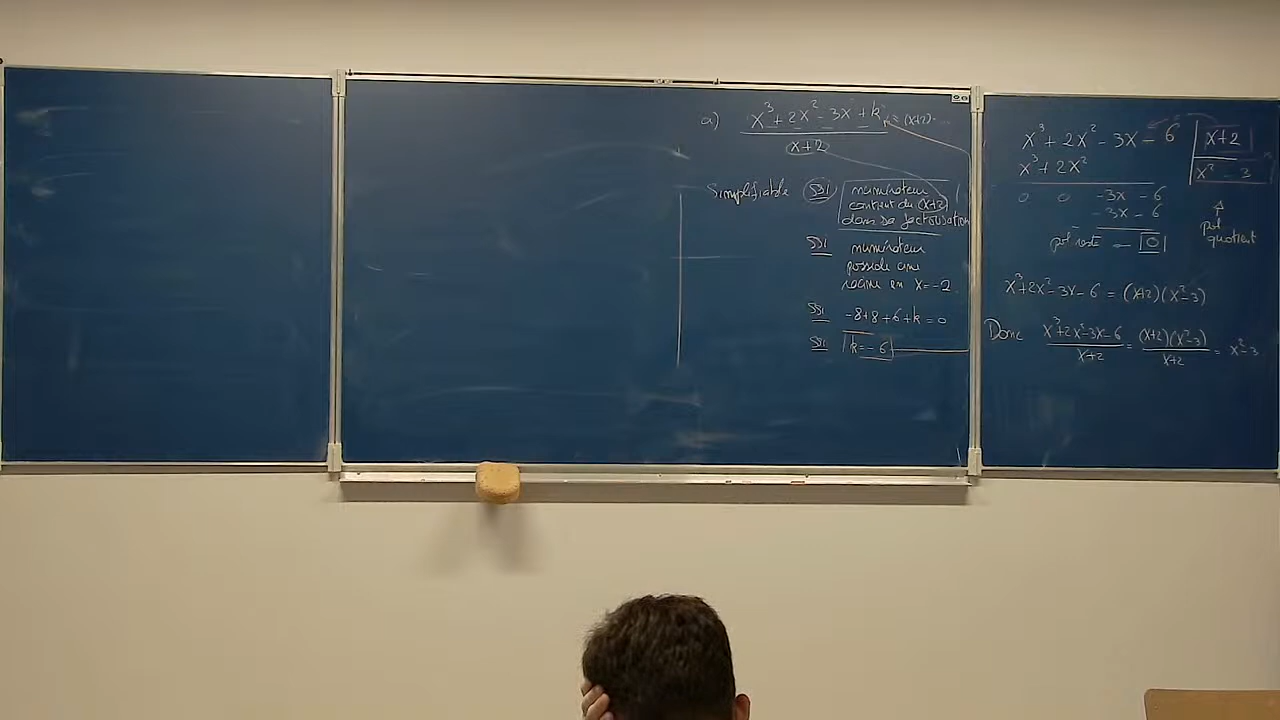 a) x³ + 2x² - 3x + k / x+2 = (x+2)...
Simplifiable SSI numérateur
contient du (x+2)
dans sa factorisation
SSI numérateur
possède une
racine en x = -2
SSI -8+8+6+k = 0
SSI k = -6
x³ + 2x² - 3x - 6 | x+2
x³ + 2x² | x² - 3
0 0 -3x - 6
-3x - 6
pol reste = 0
pol
quotient
x³+2x²-3x-6 = (x+2)(x²-3)
Donc x³+2x²-3x-6 / x+2 = (x+2)(x²-3) / x+2 = x²-3